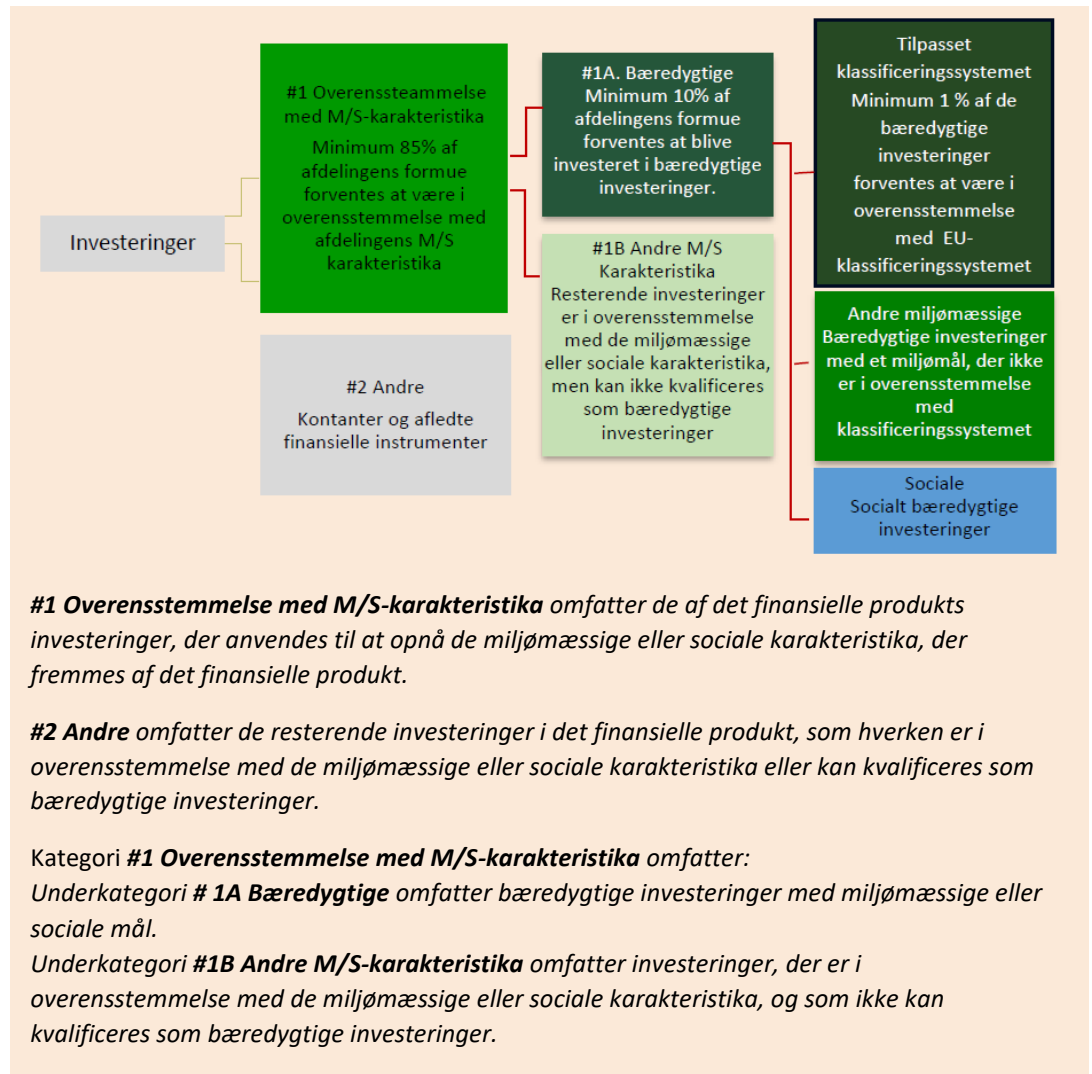 Investeringer
#1 Overenssteammelse
med M/S-karakteristika
Minimum 85% af
afdelingens formue
forventes at være i
overensstemmelse med
afdelingens M/S
karakteristika
#2 Andre
Kontanter og afledte
finansielle instrumenter
#1A. Bæredygtige
Minimum 10% af
afdelingens formue
forventes at blive
investeret i bæredygtige
investeringer.
#1B Andre M/S
Karakteristika
Resterende investeringer
er i overensstemmelse
med de miljømæssige
eller sociale karakteristika,
men kan ikke kvalificeres
som bæredygtige
investeringer
Tilpasset
klassificeringssystemet
Minimum 1 % af de
bæredygtige
investeringer
forventes at være i
overensstemmelse
med EU-
klassificeringssystemet
Andre miljømæssige
Bæredygtige investeringer
med et miljømål, der ikke
er i overensstemmelse
med
klassificeringssystemet
Sociale
Socialt bæredygtige
investeringer
#1 Overensstemmelse med M/S-karakteristika omfatter de af det finansielle produkts
investeringer, der anvendes til at opnå de miljømæssige eller sociale karakteristika, der
fremmes af det finansielle produkt.
#2 Andre omfatter de resterende investeringer i det finansielle produkt, som hverken er i
overensstemmelse med de miljømæssige eller sociale karakteristika eller kan kvalificeres som
bæredygtige investeringer.
Kategori #1 Overensstemmelse med M/S-karakteristika omfatter:
Underkategori # 1A Bæredygtige omfatter bæredygtige investeringer med miljømæssige eller
sociale mål.
Underkategori #1B Andre M/S-karakteristika omfatter investeringer, der er i
overensstemmelse med de miljømæssige eller sociale karakteristika, og som ikke kan
kvalificeres som bæredygtige investeringer.